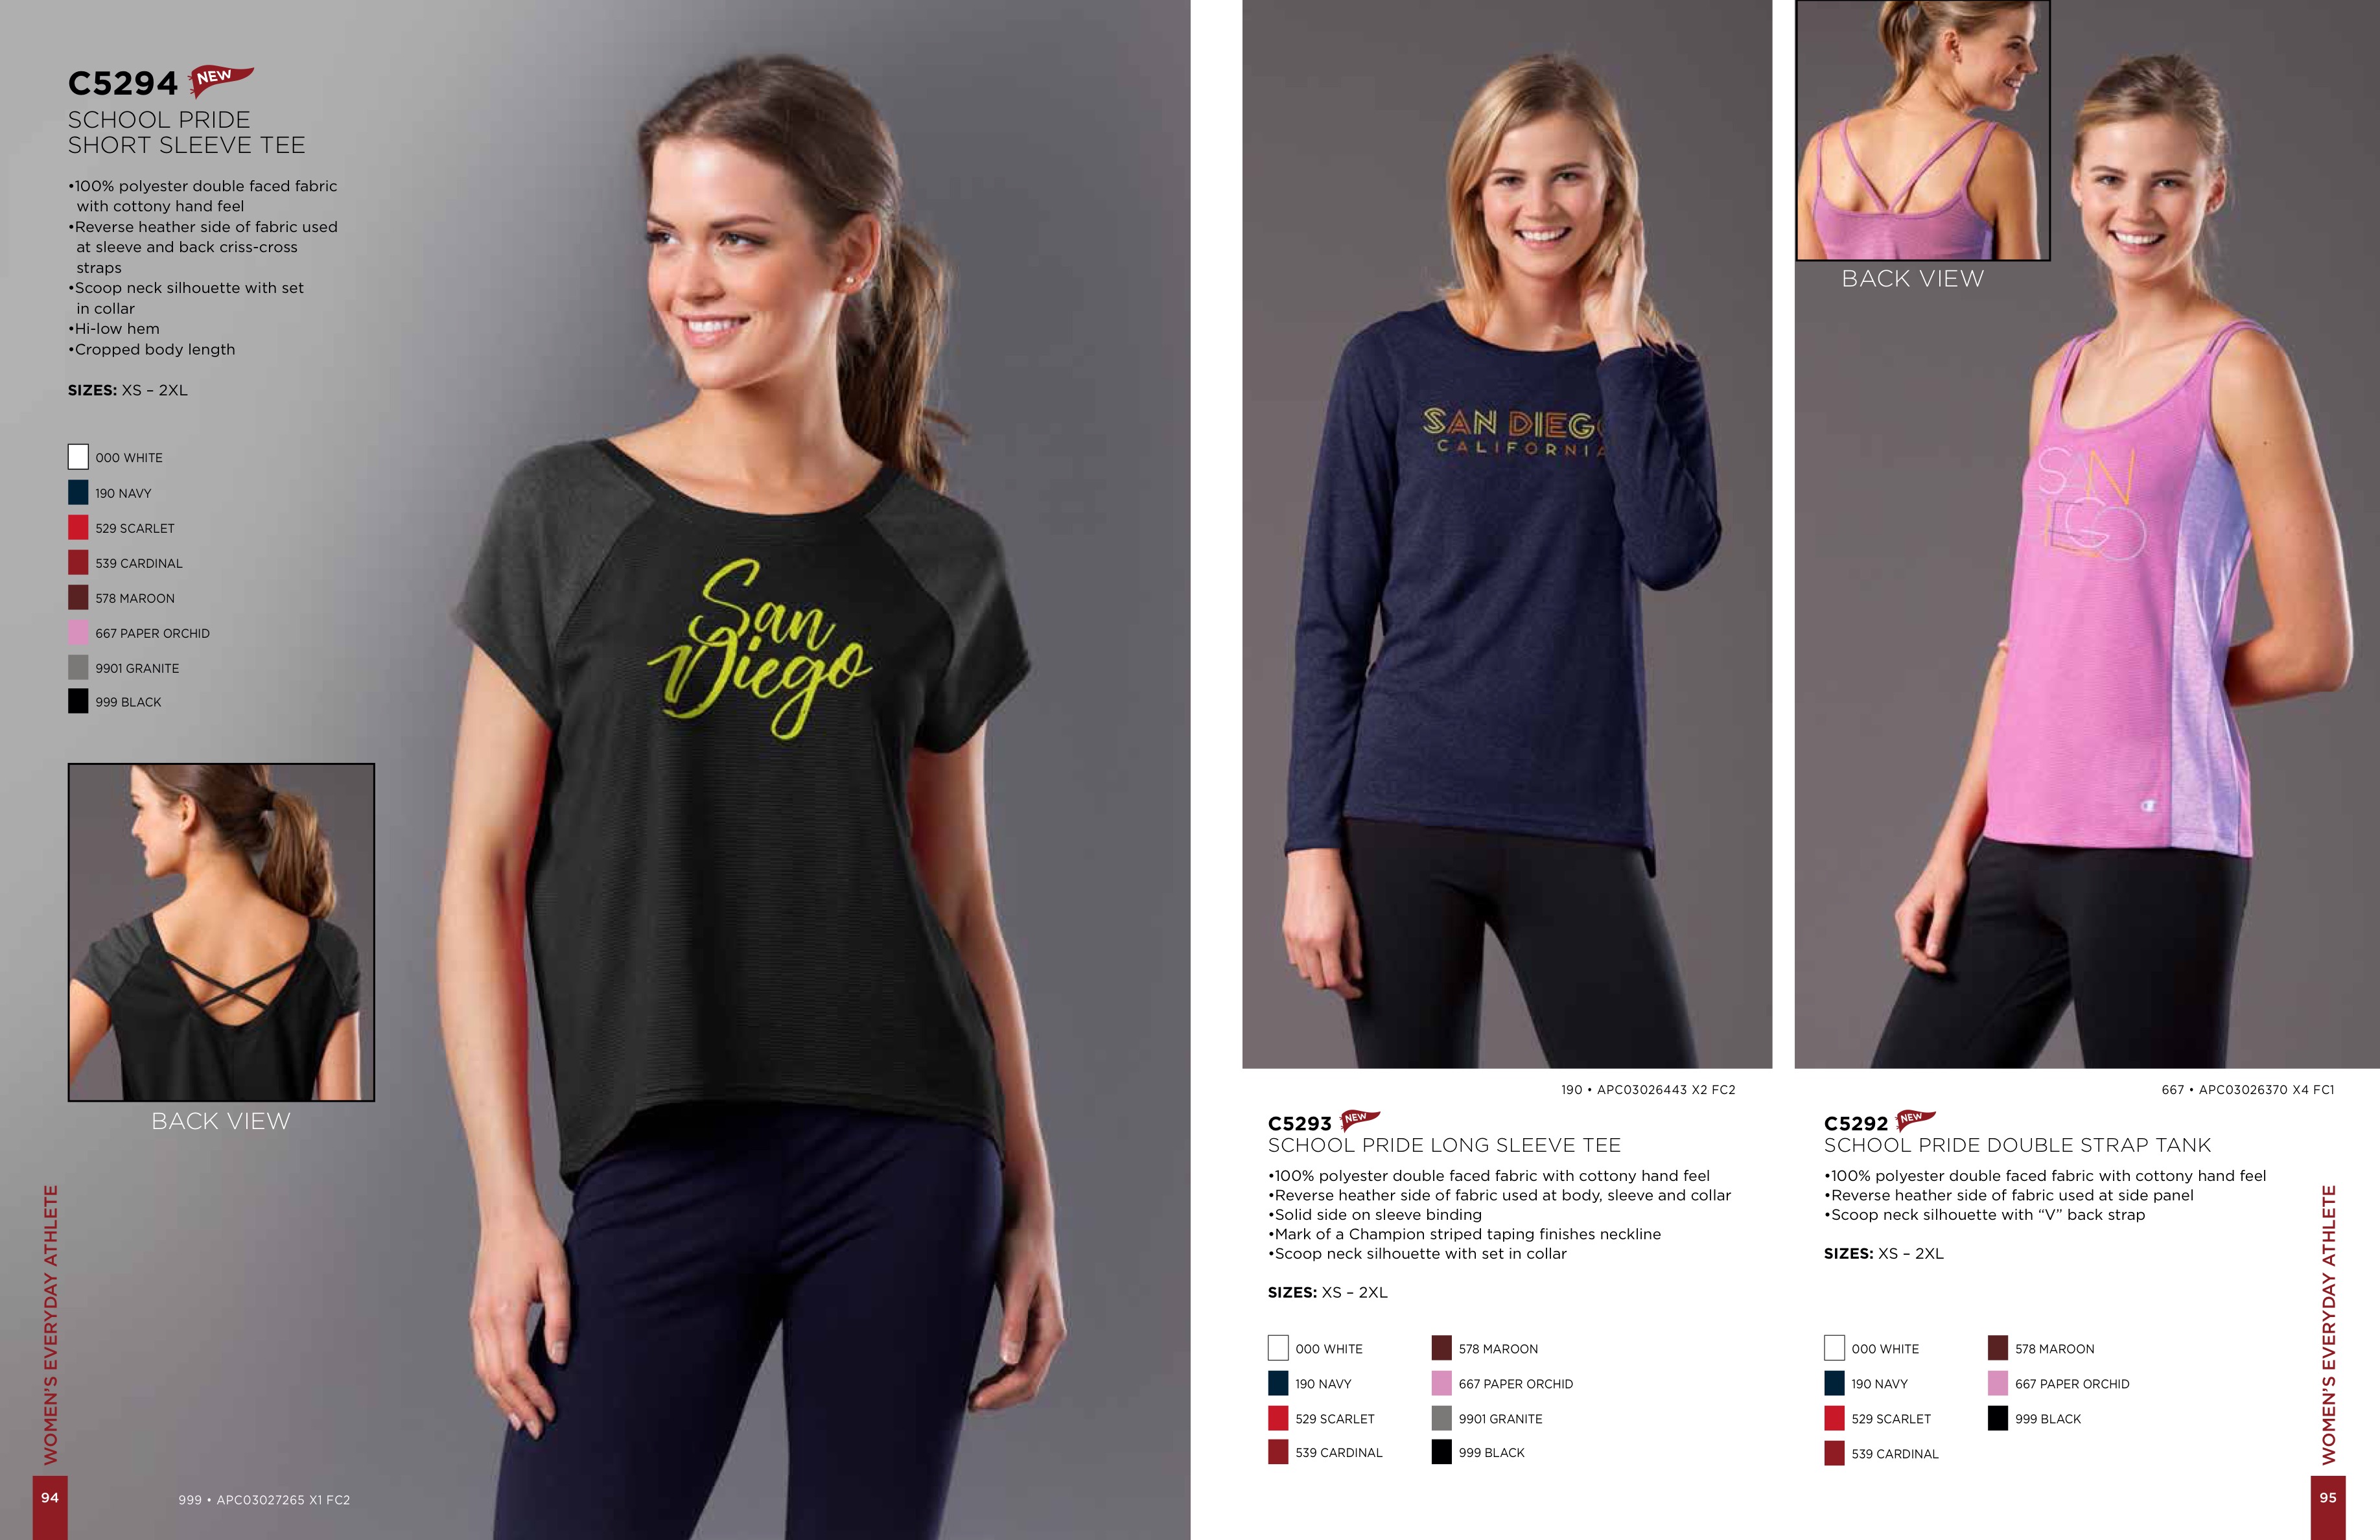 C5294 NEW
SCHOOL PRIDE
SHORT SLEEVE TEE
•100% polyester double faced fabric
with cottony hand feel
•Reverse heather side of fabric used
at sleeve and back criss-cross
straps
•Scoop neck silhouette with set
in collar
•Hi-low hem
•Cropped body length
SIZES: XS – 2XL
000 WHITE
190 NAVY
529 SCARLET
539 CARDINAL
578 MAROON
667 PAPER ORCHID
9901 GRANITE
999 BLACK
BACK VIEW
San
Diego
WOMEN'S EVERYDAY ATHLETE
94
999 • APC03027265 X1 FC2
SAN DIEG
CALIFORNIA
190 • APC03026443 X2 FC2
C5293 NEW
SCHOOL PRIDE LONG SLEEVE TEE
•100% polyester double faced fabric with cottony hand feel
•Reverse heather side of fabric used at body, sleeve and collar
•Solid side on sleeve binding
•Mark of a Champion striped taping finishes neckline
•Scoop neck silhouette with set in collar
SIZES: XS – 2XL
000 WHITE
190 NAVY
529 SCARLET
539 CARDINAL
578 MAROON
667 PAPER ORCHID
9901 GRANITE
999 BLACK
BACK VIEW
SAN
EGO
667 • APC03026370 X4 FC1
C5292 NEW
SCHOOL PRIDE DOUBLE STRAP TANK
•100% polyester double faced fabric with cottony hand feel
•Reverse heather side of fabric used at side panel
•Scoop neck silhouette with “V” back strap
SIZES: XS – 2XL
000 WHITE
190 NAVY
529 SCARLET
539 CARDINAL
578 MAROON
667 PAPER ORCHID
999 BLACK
WOMEN'S EVERYDAY ATHLETE
95